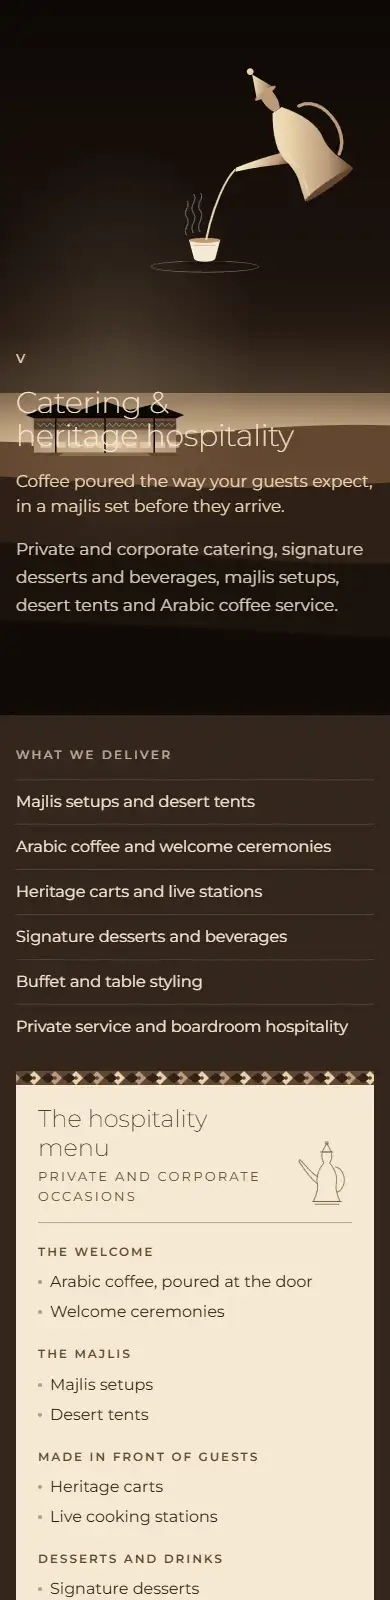 V
Catering &
heritage hospitality
Coffee poured the way your guests expect,
in a majlis set before they arrive.
Private and corporate catering, signature
desserts and beverages, majlis setups,
desert tents and Arabic coffee service.
WHAT WE DELIVER
Majlis setups and desert tents
Arabic coffee and welcome ceremonies
Heritage carts and live stations
Signature desserts and beverages
Buffet and table styling
Private service and boardroom hospitality
The hospitality
menu
PRIVATE AND CORPORATE
OCCASIONS
THE WELCOME
Arabic coffee, poured at the door
Welcome ceremonies
THE MAJLIS
Majlis setups
Desert tents
MADE IN FRONT OF GUESTS
Heritage carts
Live cooking stations
DESSERTS AND DRINKS
Signature desserts